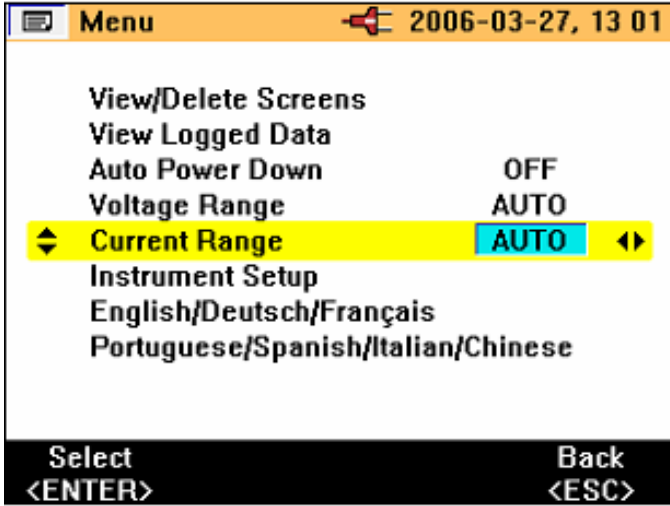 Menu 2006-03-27, 13 01
View/Delete Screens
View Logged Data
Auto Power Down OFF
Voltage Range AUTO
Current Range AUTO
Instrument Setup
English/Deutsch/Français
Portuguese/Spanish/Italian/Chinese
Select Back
<ENTER> <ESC>